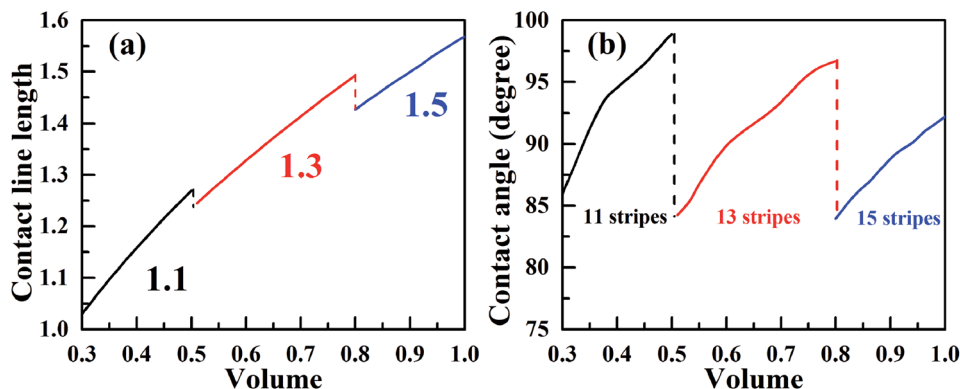 (a)
Contact line length
1.6
1.5
1.4
1.3
1.2
1.1
1.0
1.1
1.3
1.5
0.3 0.4 0.5 0.6 0.7 0.8 0.9 1.0
Volume
(b)
Contact angle (degree)
100
95
90
85
80
75
11 stripes
13 stripes
15 stripes
0.3 0.4 0.5 0.6 0.7 0.8 0.9 1.0
Volume